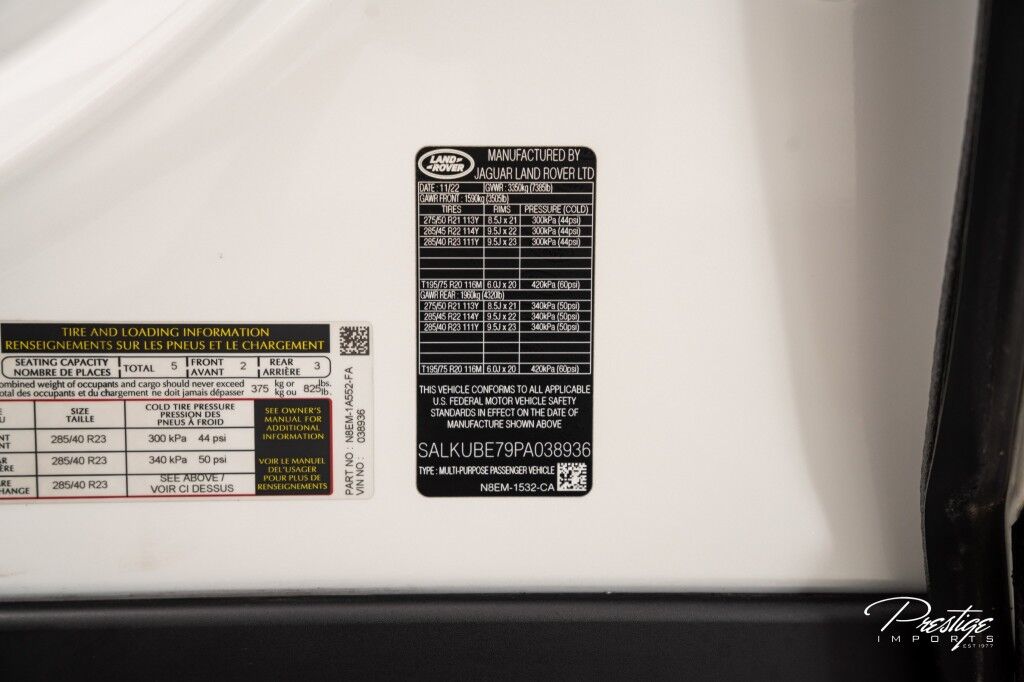 LAND-
-ROVER
MANUFACTURED BY
JAGUAR LAND ROVER LTD
DATE : 11/22 GVWR : 3350kg (7385lb)
GAWR FRONT : 1590kg (3505lb)
TIRES RIMS PRESSURE (COLD)
275/50 R21 113Y 8.5J x 21 300kPa (44psi)
285/45 R22 114Y 9.5J x 22 300kPa (44psi)
285/40 R23 111Y 9.5J x 23 300kPa (44psi)
T195/75 R20 116M 6.0J x 20 420kPa (60psi)
GAWR REAR : 1960kg (4320lb)
275/50 R21 113Y 8.5J x 21 340kPa (50psi)
285/45 R22 114Y 9.5J x 22 340kPa (50psi)
285/40 R23 111Y 9.5J x 23 340kPa (50psi)
T195/75 R20 116M 6.0J x 20 420kPa (60psi)
THIS VEHICLE CONFORMS TO ALL APPLICABLE
U.S. FEDERAL MOTOR VEHICLE SAFETY
STANDARDS IN EFFECT ON THE DATE OF
MANUFACTURE SHOWN ABOVE
SALKUBE79PA038936
TYPE : MULTI-PURPOSE PASSENGER VEHICLE
N8EM-1532-CA
TIRE AND LOADING INFORMATION
RENSEIGNEMENTS SUR LES PNEUS ET LE CHARGEMENT
SEATING CAPACITY TOTAL 5 FRONT 2 REAR 3
NOMBRE DE PLACES AVANT ARRIÈRE
ombined weight of occupants and cargo should never exceed 375 kg or 825 lbs.
otal des occupants et du chargement ne doit jamais dépasser kg ou lb.
SIZE
TAILLE
COLD TIRE PRESSURE
PRESSION DES
PNEUS À FROID
285/40 R23 300 kPa 44 psi
285/40 R23 340 kPa 50 psi
285/40 R23 SEE ABOVE /
VOIR CI DESSUS
SEE OWNER'S
MANUAL FOR
ADDITIONAL
INFORMATION
VOIR LE MANUEL
DEL'USAGER
POUR PLUS DE
RENSEIGNEMENTS
PART NO : N8EM-1A552-FA
VIN NO : 038936
Prestige
IMPORTS
EST 1977